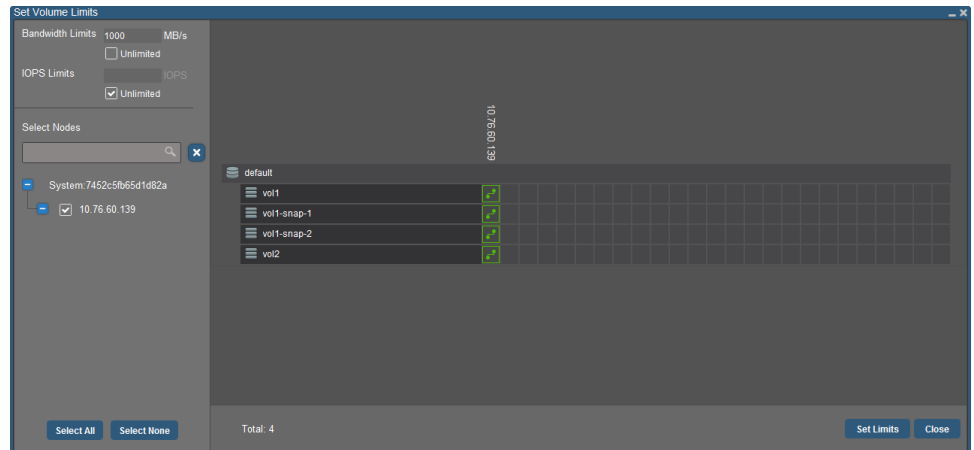 Set Volume Limits
Bandwidth Limits 1000 MB/s
Unlimited
IOPS Limits IOPS
Unlimited
Select Nodes
System:7452c5fb65d1d82a
10.76.60.139
Select All Select None
10.76.60.139
default
vol1
vol1-snap-1
vol1-snap-2
vol2
Total: 4
Set Limits Close